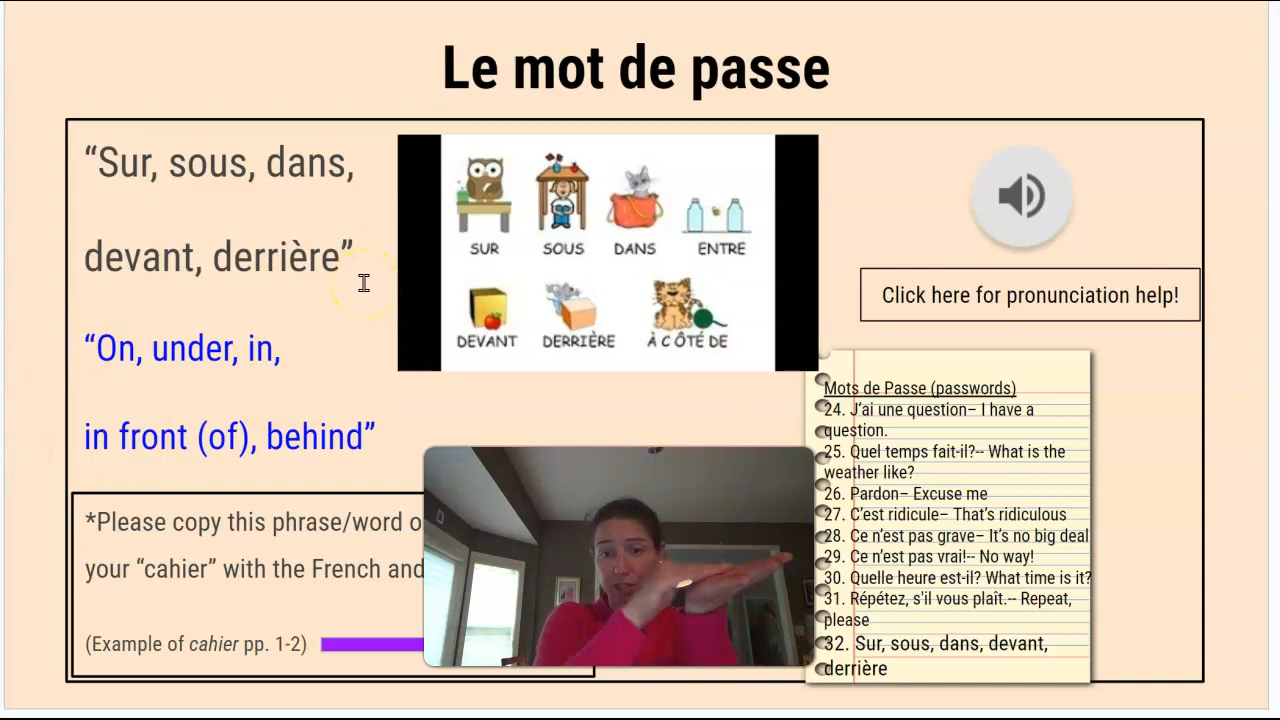 Le mot de passe
“Sur, sous, dans,
devant, derrière”
“On, under, in,
in front (of), behind”
SUR SOUS DANS ENTRE
DEVANT DERRIÈRE À CÔTÉ DE
Click here for pronunciation help!
*Please copy this phrase/word o
your “cahier” with the French and
(Example of cahier pp. 1-2)
Mots de Passe (passwords)
24. J’ai une question– I have a
question.
25. Quel temps fait-il?-- What is the
weather like?
26. Pardon– Excuse me
27. C’est ridicule– That’s ridiculous
28. Ce n’est pas grave– It’s no big deal
29. Ce n’est pas vrai!-- No way!
30. Quelle heure est-il? What time is it?
31. Répétez, s'il vous plaît.-- Repeat,
please
32. Sur, sous, dans, devant,
derrière